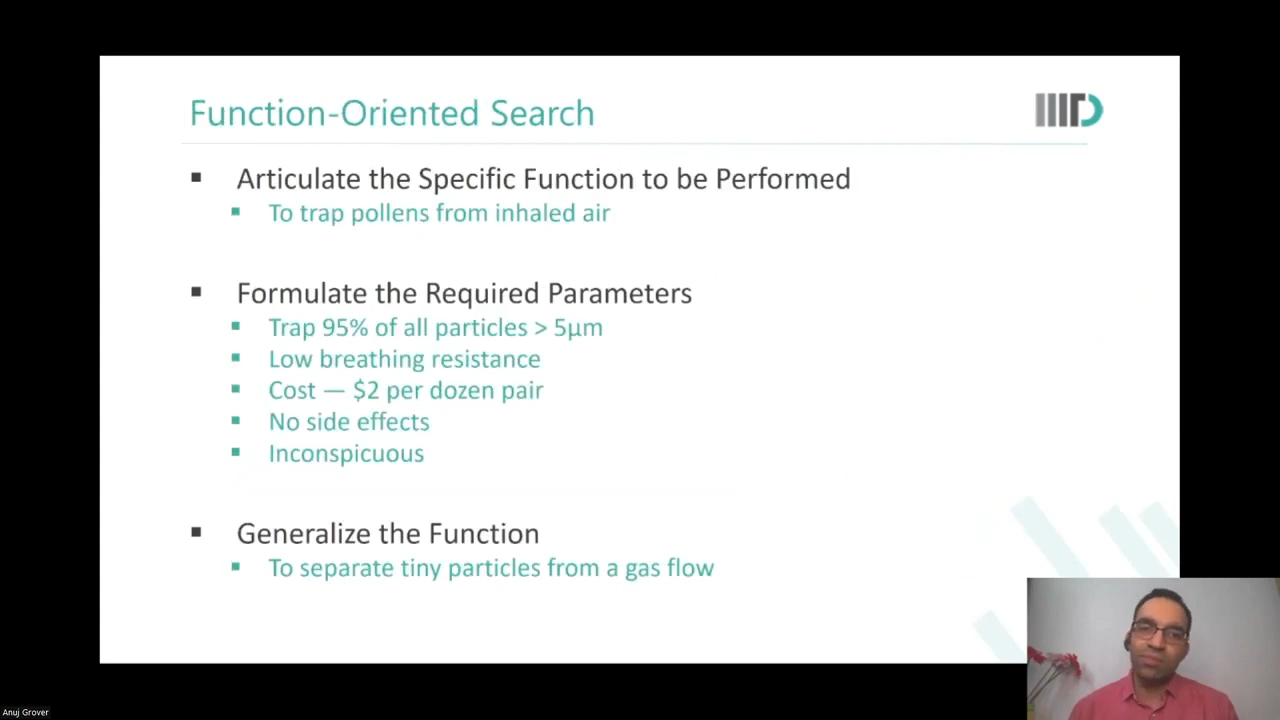 Function-Oriented Search
IIITD
▪ Articulate the Specific Function to be Performed
▪ To trap pollens from inhaled air
▪ Formulate the Required Parameters
▪ Trap 95% of all particles > 5µm
▪ Low breathing resistance
▪ Cost — $2 per dozen pair
▪ No side effects
▪ Inconspicuous
▪ Generalize the Function
▪ To separate tiny particles from a gas flow
Anuj Grover